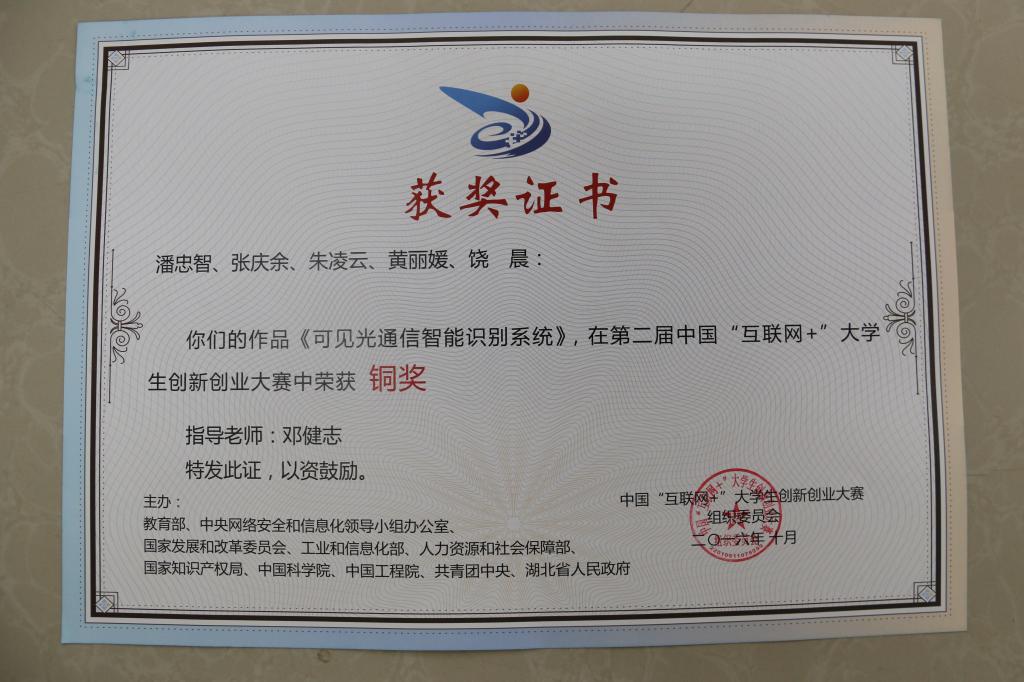 获奖证书
潘忠智、张庆余、朱凌云、黄丽媛、饶 晨：
你们的作品《可见光通信智能识别系统》，在第二届中国“互联网+”大学
生创新创业大赛中荣获 铜奖
指导老师：邓健志
特发此证，以资鼓励。
主办：
教育部、中央网络安全和信息化领导小组办公室、
国家发展和改革委员会、工业和信息化部、人力资源和社会保障部、
国家知识产权局、中国科学院、中国工程院、共青团中央、湖北省人民政府
中国“互联网+”大学生创新创业大赛
组织委员会
二〇一六年十月